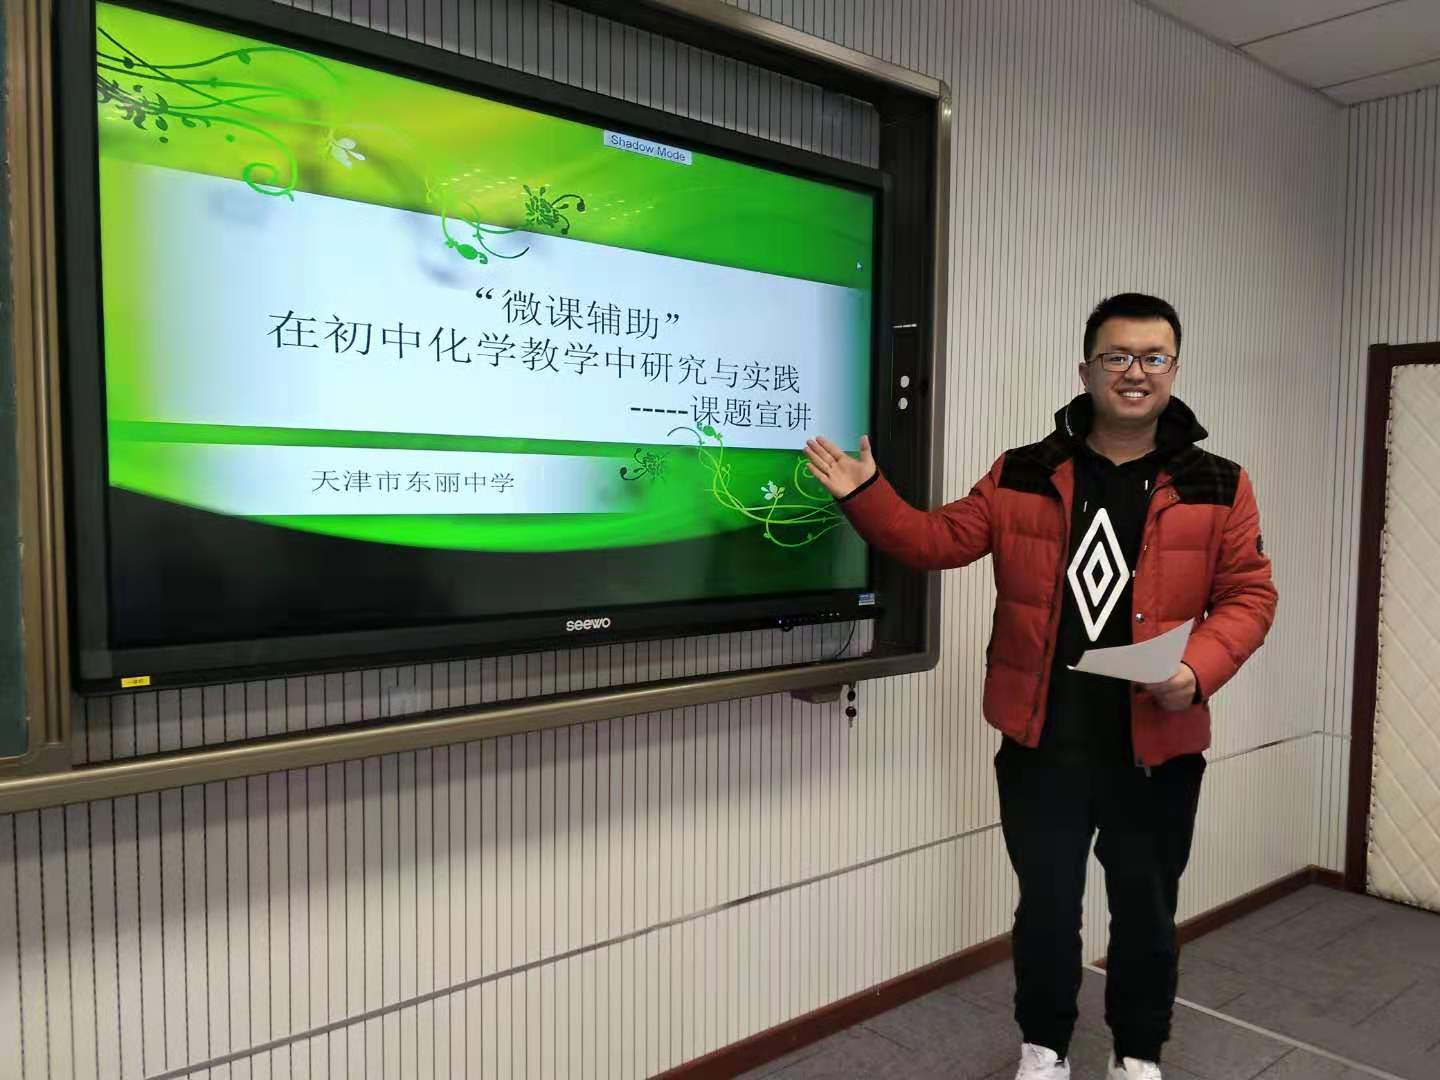 Shadow Mode
“微课辅助”
在初中化学教学中研究与实践
-----课题宣讲
天津市东丽中学
seewo